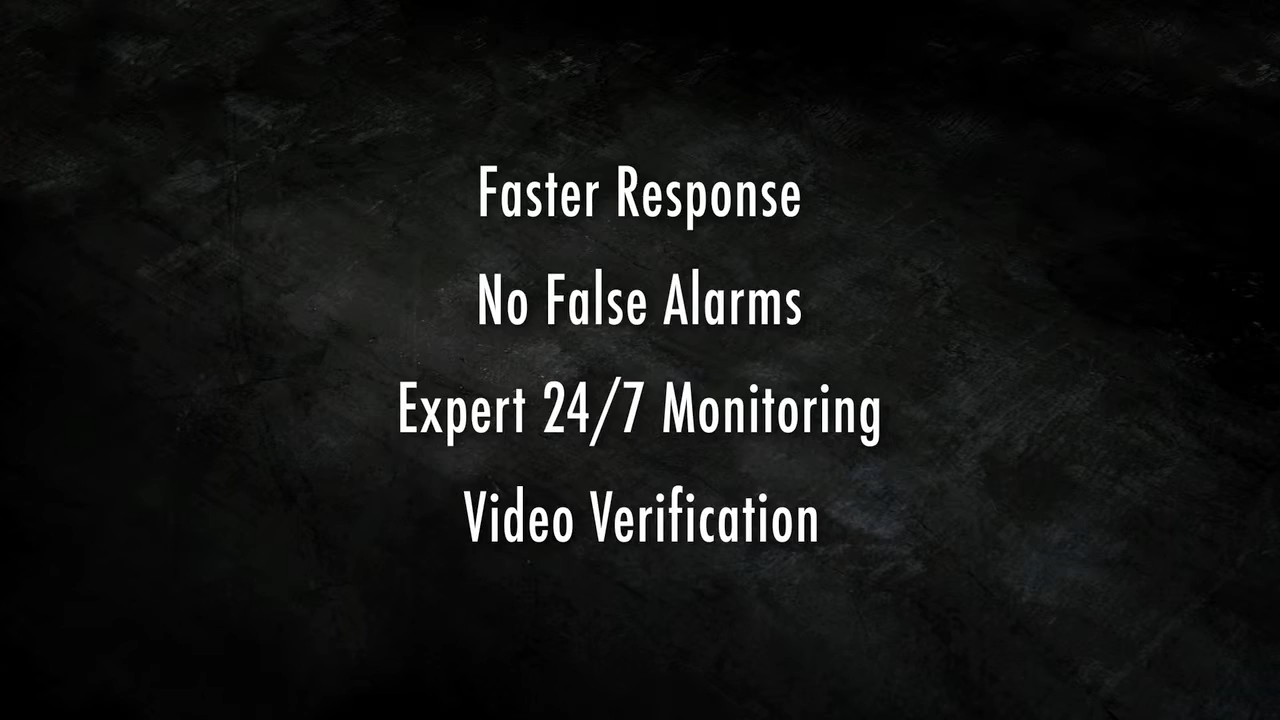 Faster Response
No False Alarms
Expert 24/7 Monitoring
Video Verification